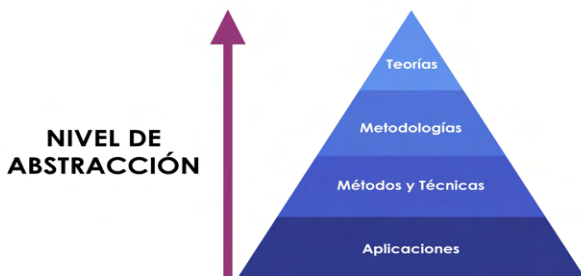 NIVEL DE
ABSTRACCIÓN
Teorías
Metodologías
Métodos y Técnicas
Aplicaciones